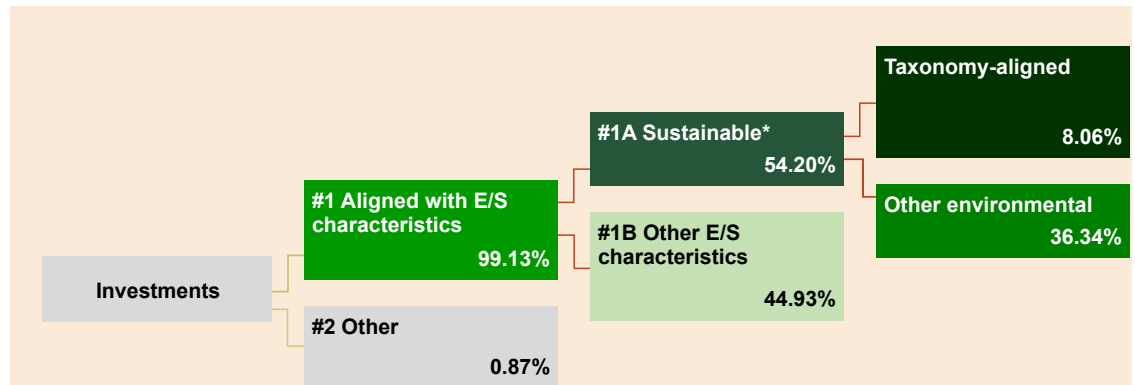 Investments
#1 Aligned with E/S
characteristics
99.13%
#2 Other
0.87%
#1A Sustainable*
54.20%
#1B Other E/S
characteristics
44.93%
Taxonomy-aligned
8.06%
Other environmental
36.34%